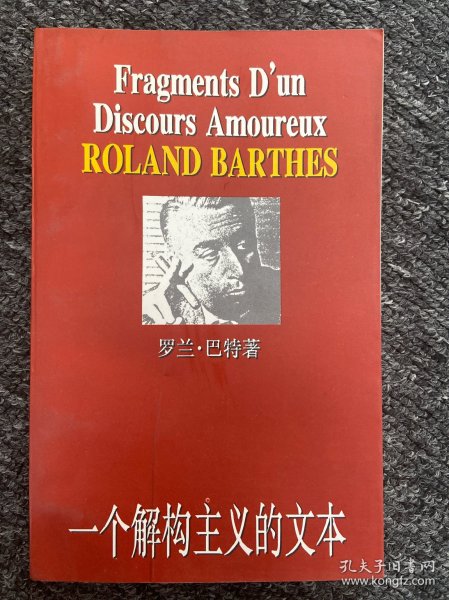 Fragments D'un
Discours Amoureux
ROLAND BARTHES
罗兰·巴特著
一个解构主义的文本
孔夫子旧书网
www.kongfz.com